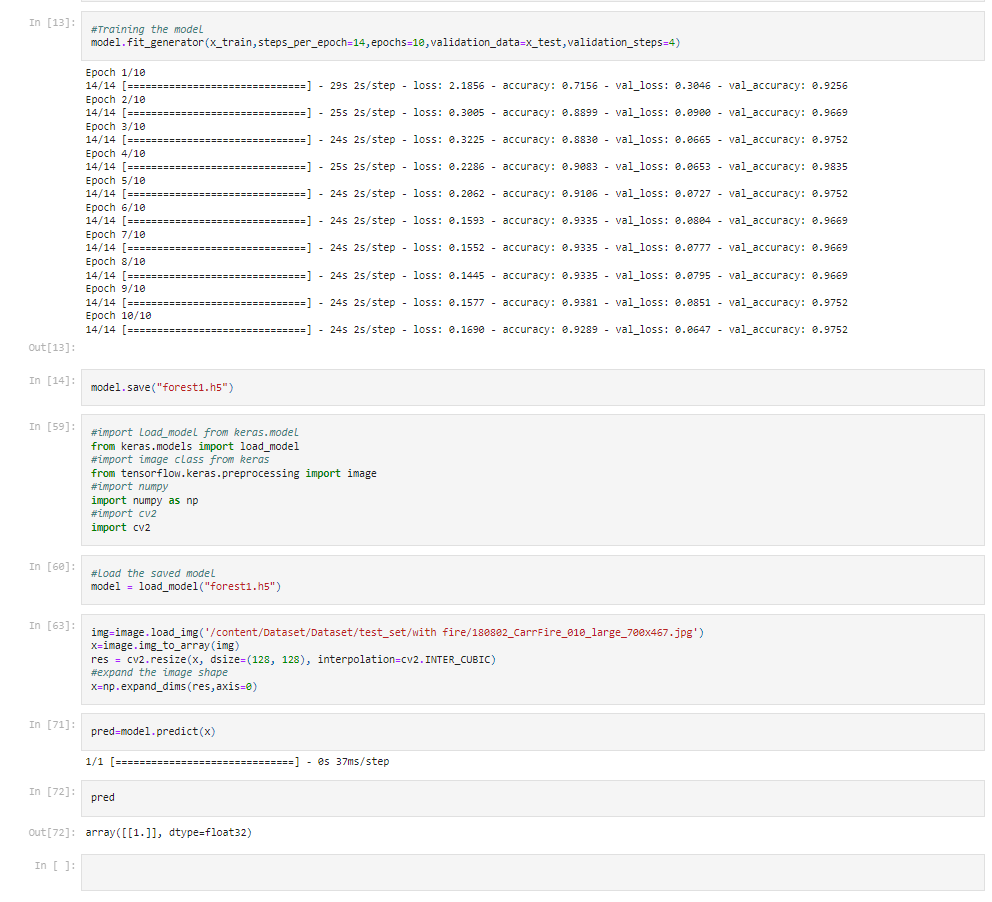 In [13]:
#Training the model
model.fit_generator(x_train,steps_per_epoch=14,epochs=10,validation_data=x_test,validation_steps=4)
Epoch 1/10
14/14 [==============================] - 29s 2s/step - loss: 2.1856 - accuracy: 0.7156 - val_loss: 0.3046 - val_accuracy: 0.9256
Epoch 2/10
14/14 [==============================] - 25s 2s/step - loss: 0.3005 - accuracy: 0.8899 - val_loss: 0.0900 - val_accuracy: 0.9669
Epoch 3/10
14/14 [==============================] - 24s 2s/step - loss: 0.3225 - accuracy: 0.8830 - val_loss: 0.0665 - val_accuracy: 0.9752
Epoch 4/10
14/14 [==============================] - 25s 2s/step - loss: 0.2286 - accuracy: 0.9083 - val_loss: 0.0653 - val_accuracy: 0.9835
Epoch 5/10
14/14 [==============================] - 24s 2s/step - loss: 0.2062 - accuracy: 0.9106 - val_loss: 0.0727 - val_accuracy: 0.9752
Epoch 6/10
14/14 [==============================] - 24s 2s/step - loss: 0.1593 - accuracy: 0.9335 - val_loss: 0.0804 - val_accuracy: 0.9669
Epoch 7/10
14/14 [==============================] - 24s 2s/step - loss: 0.1552 - accuracy: 0.9335 - val_loss: 0.0777 - val_accuracy: 0.9669
Epoch 8/10
14/14 [==============================] - 24s 2s/step - loss: 0.1445 - accuracy: 0.9335 - val_loss: 0.0795 - val_accuracy: 0.9669
Epoch 9/10
14/14 [==============================] - 24s 2s/step - loss: 0.1577 - accuracy: 0.9381 - val_loss: 0.0851 - val_accuracy: 0.9752
Epoch 10/10
14/14 [==============================] - 24s 2s/step - loss: 0.1690 - accuracy: 0.9289 - val_loss: 0.0647 - val_accuracy: 0.9752
Out[13]:
In [14]:
model.save("forest1.h5")
In [59]:
#import load_model from keras.model
from keras.models import load_model
#import image class from keras
from tensorflow.keras.preprocessing import image
#import numpy
import numpy as np
#import cv2
import cv2
In [60]:
#load the saved model
model = load_model("forest1.h5")
In [63]:
img=image.load_img('/content/Dataset/Dataset/test_set/with fire/180802_CarrFire_010_large_700x467.jpg')
x=image.img_to_array(img)
res = cv2.resize(x, dsize=(128, 128), interpolation=cv2.INTER_CUBIC)
#expand the image shape
x=np.expand_dims(res,axis=0)
In [71]:
pred=model.predict(x)
1/1 [==============================] - 0s 37ms/step
In [72]:
pred
Out[72]: array([[1.]], dtype=float32)
In [ ]: